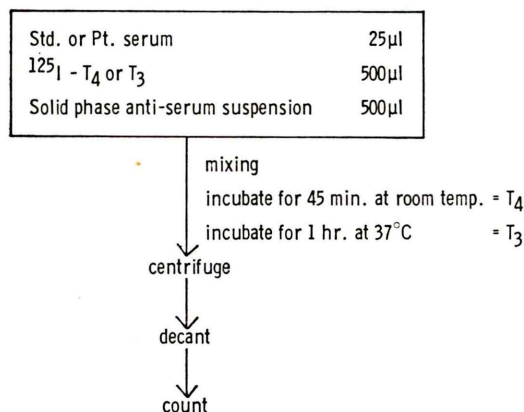 Std. or Pt. serum 25µl
¹²⁵I - T₄ or T₃ 500µl
Solid phase anti-serum suspension 500µl
mixing
incubate for 45 min. at room temp. = T₄
incubate for 1 hr. at 37°C = T₃
centrifuge
decant
count